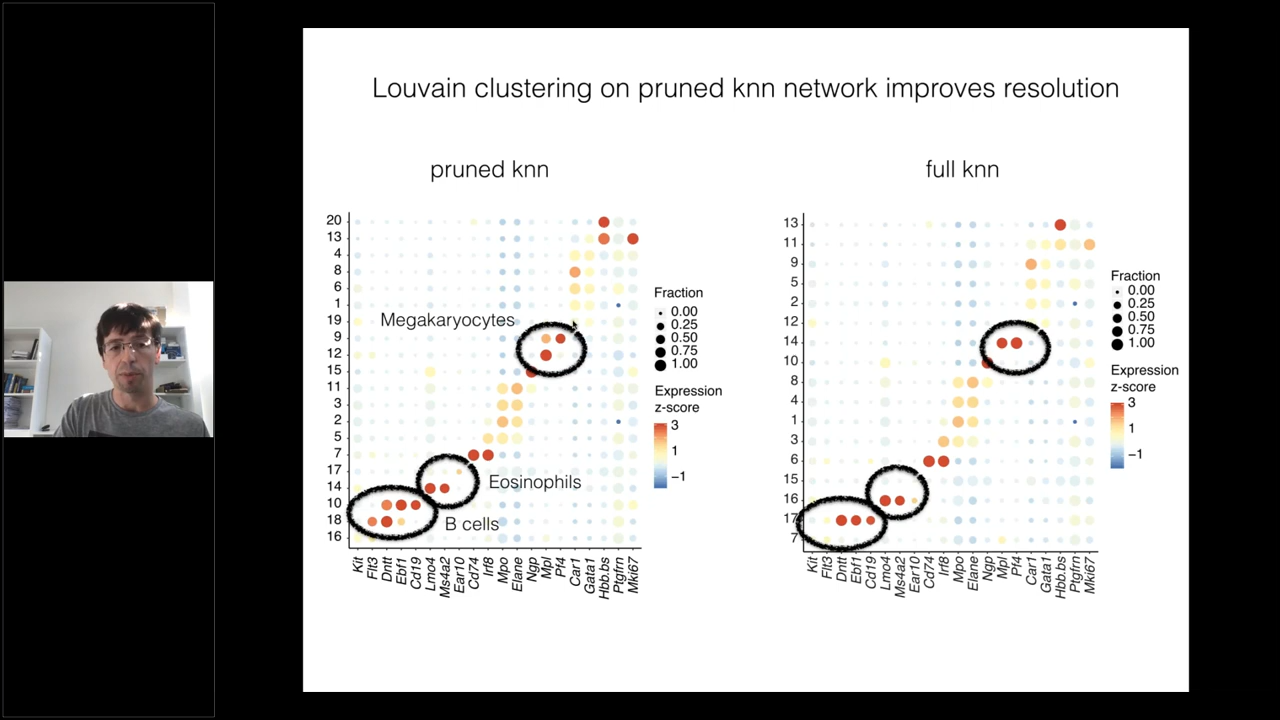 Louvain clustering on pruned knn network improves resolution
pruned knn
20
13
4
8
6
1
19
9
12
15
11
3
2
5
7
17
14
10
18
16
Megakaryocytes
Eosinophils
B cells
Kit
Flt3
Dntt
Ebf1
Cd19
Lmo4
Ms4a2
Ear10
Cd74
Irf8
Mpo
Elane
Ngp
Mpl
Pf4
Car1
Gata1
Hbb.bs
Ptgfrn
Mki67
Fraction
0.00
0.25
0.50
0.75
1.00
Expression
z-score
3
1
−1
full knn
13
11
9
5
2
12
14
10
8
4
1
3
6
15
16
17
7
Kit
Flt3
Dntt
Ebf1
Cd19
Lmo4
Ms4a2
Ear10
Cd74
Irf8
Mpo
Elane
Ngp
Mpl
Pf4
Car1
Gata1
Hbb.bs
Ptgfrn
Mki67
Fraction
0.00
0.25
0.50
0.75
1.00
Expression
z-score
3
1
−1